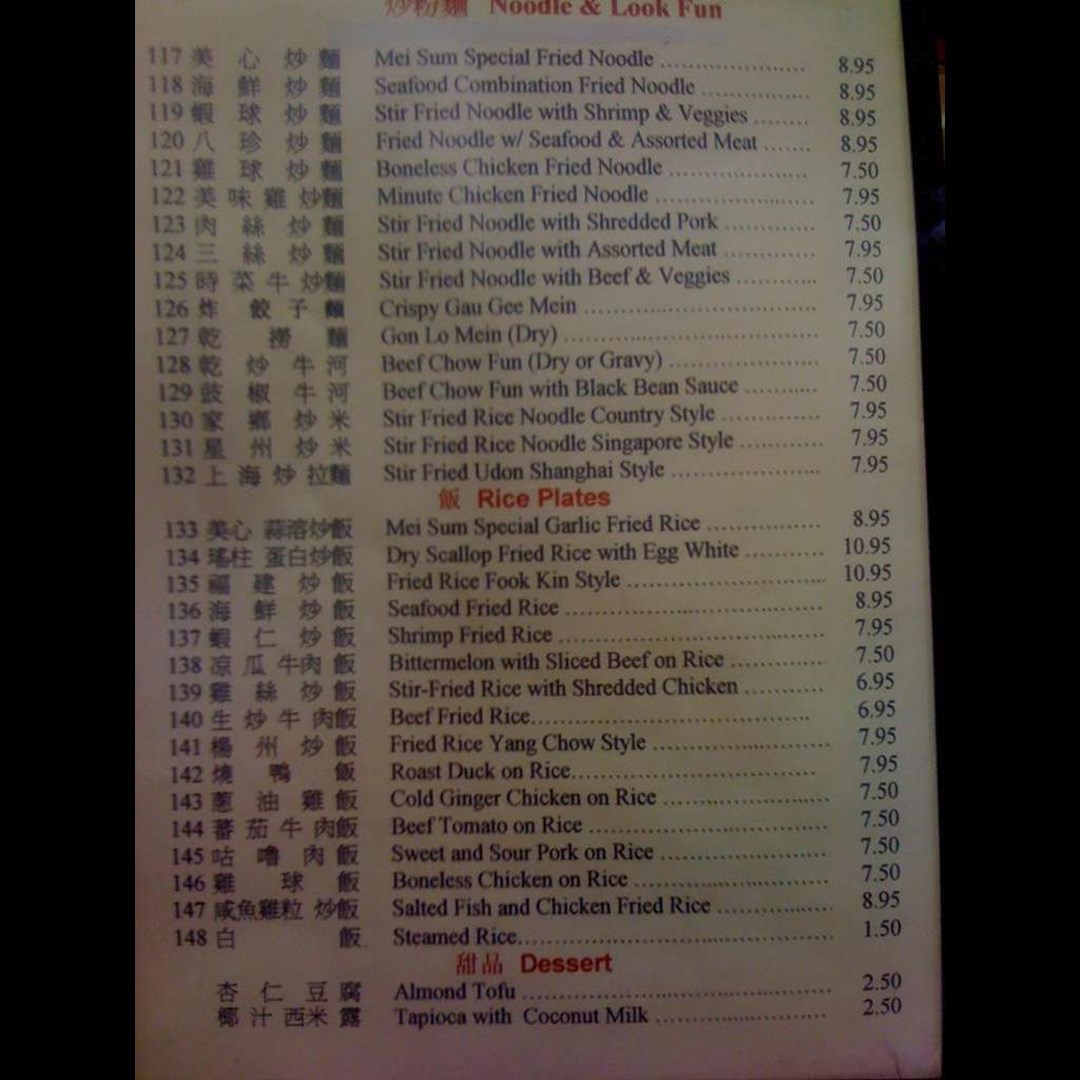 炒粉麵 Noodle & Look Fun
117 美心炒麵 Mei Sum Special Fried Noodle 8.95
118 海鮮炒麵 Seafood Combination Fried Noodle 8.95
119 蝦球炒麵 Stir Fried Noodle with Shrimp & Veggies 8.95
120 八珍炒麵 Fried Noodle w/ Seafood & Assorted Meat 8.95
121 雞球炒麵 Boneless Chicken Fried Noodle 7.50
122 美味雞炒麵 Minute Chicken Fried Noodle 7.95
123 肉絲炒麵 Stir Fried Noodle with Shredded Pork 7.50
124 三絲炒麵 Stir Fried Noodle with Assorted Meat 7.95
125 時菜牛炒麵 Stir Fried Noodle with Beef & Veggies 7.50
126 炸餃子麵 Crispy Gau Gee Mein 7.95
127 乾撈麵 Gon Lo Mein (Dry) 7.50
128 乾炒牛河 Beef Chow Fun (Dry or Gravy) 7.50
129 豉椒牛河 Beef Chow Fun with Black Bean Sauce 7.50
130 家鄉炒米 Stir Fried Rice Noodle Country Style 7.95
131 星州炒米 Stir Fried Rice Noodle Singapore Style 7.95
132 上海炒拉麵 Stir Fried Udon Shanghai Style 7.95
飯 Rice Plates
133 美心蒜溶炒飯 Mei Sum Special Garlic Fried Rice 8.95
134 瑤柱蛋白炒飯 Dry Scallop Fried Rice with Egg White 10.95
135 福建炒飯 Fried Rice Fook Kin Style 10.95
136 海鮮炒飯 Seafood Fried Rice 8.95
137 蝦仁炒飯 Shrimp Fried Rice 7.95
138 凉瓜牛肉飯 Bittermelon with Sliced Beef on Rice 7.50
139 雞絲炒飯 Stir-Fried Rice with Shredded Chicken 6.95
140 生炒牛肉飯 Beef Fried Rice 6.95
141 楊州炒飯 Fried Rice Yang Chow Style 7.95
142 燒鴨飯 Roast Duck on Rice 7.95
143 蔥油雞飯 Cold Ginger Chicken on Rice 7.50
144 蕃茄牛肉飯 Beef Tomato on Rice 7.50
145 咕嚕肉飯 Sweet and Sour Pork on Rice 7.50
146 雞球飯 Boneless Chicken on Rice 7.50
147 咸魚雞粒炒飯 Salted Fish and Chicken Fried Rice 8.95
148 白飯 Steamed Rice 1.50
甜品 Dessert
杏仁豆腐 Almond Tofu 2.50
椰汁西米露 Tapioca with Coconut Milk 2.50